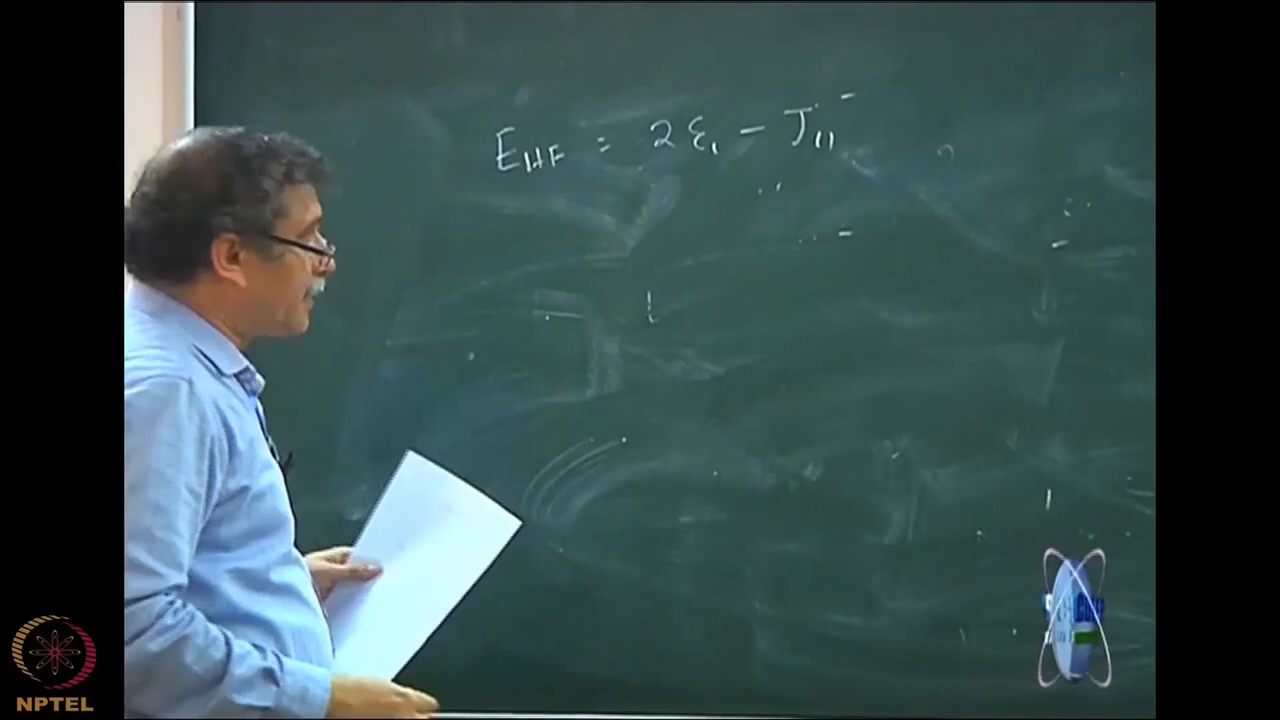 E_HF = 2ε₁ - J₁₁
NPTEL